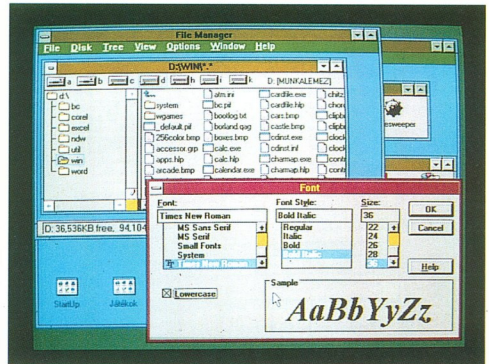 File Manager
File Disk Tree View Options Window Help
D:\WIN\*.*
a b c d h i k D: [MUNKALEMEZ]
d:\
bc
corel
excel
ndw
util
win
word
system
wgames
_default.pif
256color.bmp
accessor.grp
apps.hlp
arcade.bmp
atm.ini
bc.pif
bootlog.txt
borland.qag
boxes.bmp
calc.exe
calc.hlp
calendar.exe
cardfile.exe
cardfile.hlp
cars.bmp
castle.bmp
cdinst.exe
cdinst.inf
charmap.exe
charmap.hlp
esweeper
D: 36,536KB free, 94,104
Font
Font: Font Style: Size:
Times New Roman Bold Italic 36
MS Sans Serif
MS Serif
Small Fonts
System
Times New Roman
Regular
Italic
Bold
Bold Italic
22
24
26
28
36
OK
Cancel
Help
Lowercase
Sample
AaBbYyZz
StartUp Játékok